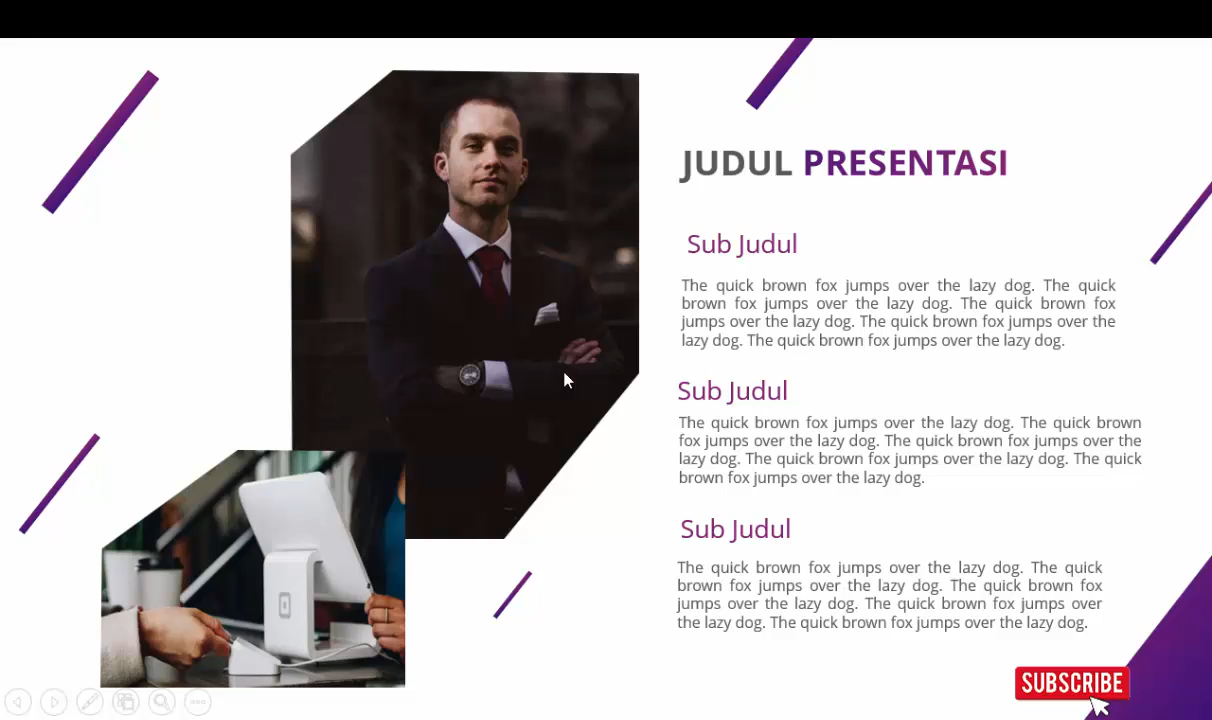 JUDUL PRESENTASI
Sub Judul
The quick brown fox jumps over the lazy dog. The quick
brown fox jumps over the lazy dog. The quick brown fox
jumps over the lazy dog. The quick brown fox jumps over the
lazy dog. The quick brown fox jumps over the lazy dog.
Sub Judul
The quick brown fox jumps over the lazy dog. The quick brown
fox jumps over the lazy dog. The quick brown fox jumps over the
lazy dog. The quick brown fox jumps over the lazy dog. The quick
brown fox jumps over the lazy dog.
Sub Judul
The quick brown fox jumps over the lazy dog. The quick
brown fox jumps over the lazy dog. The quick brown fox
jumps over the lazy dog. The quick brown fox jumps over
the lazy dog. The quick brown fox jumps over the lazy dog.
SUBSCRIBE